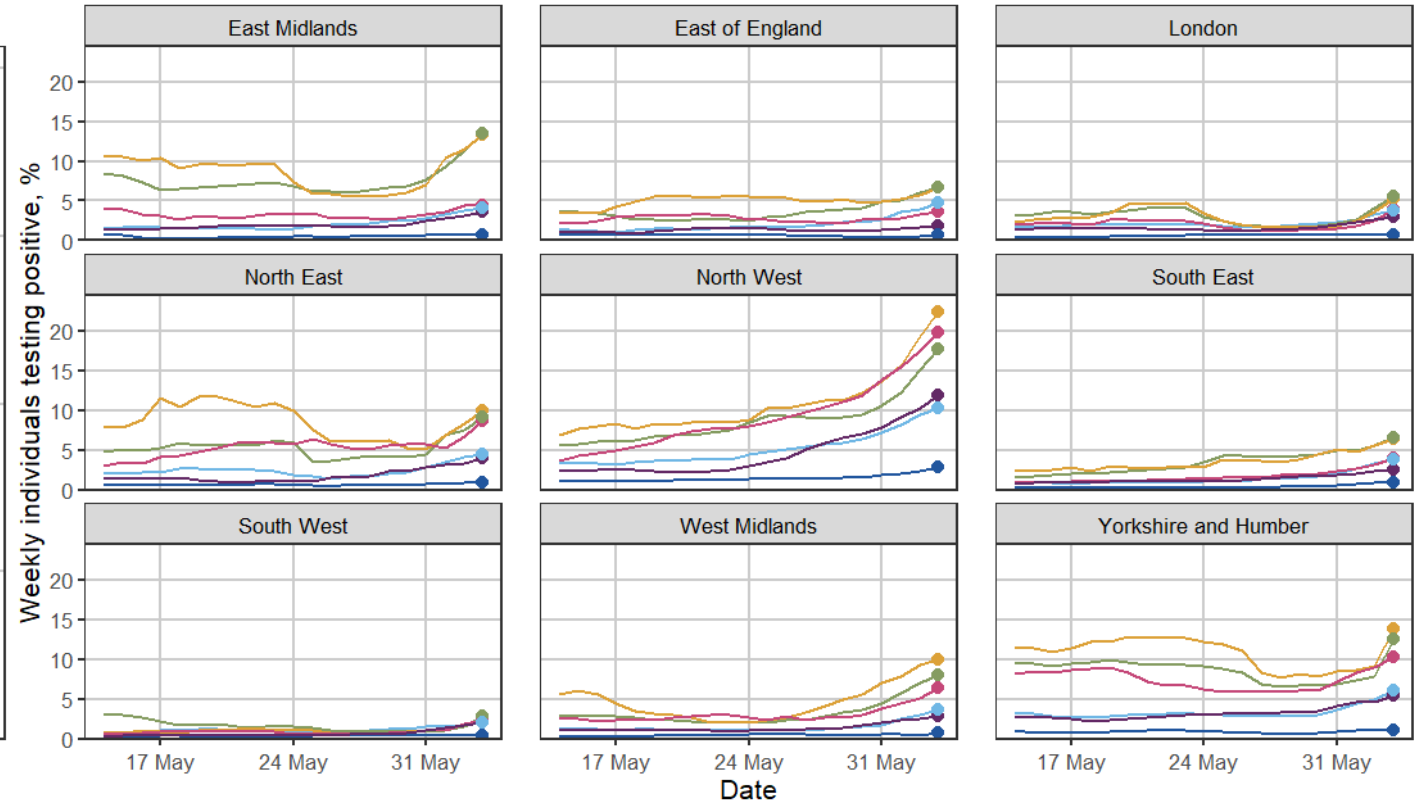 East Midlands
East of England
London
Weekly individuals testing positive, %
20
15
10
5
0
North East
North West
South East
20
15
10
5
0
South West
West Midlands
Yorkshire and Humber
20
15
10
5
0
17 May 24 May 31 May
17 May 24 May 31 May
17 May 24 May 31 May
Date